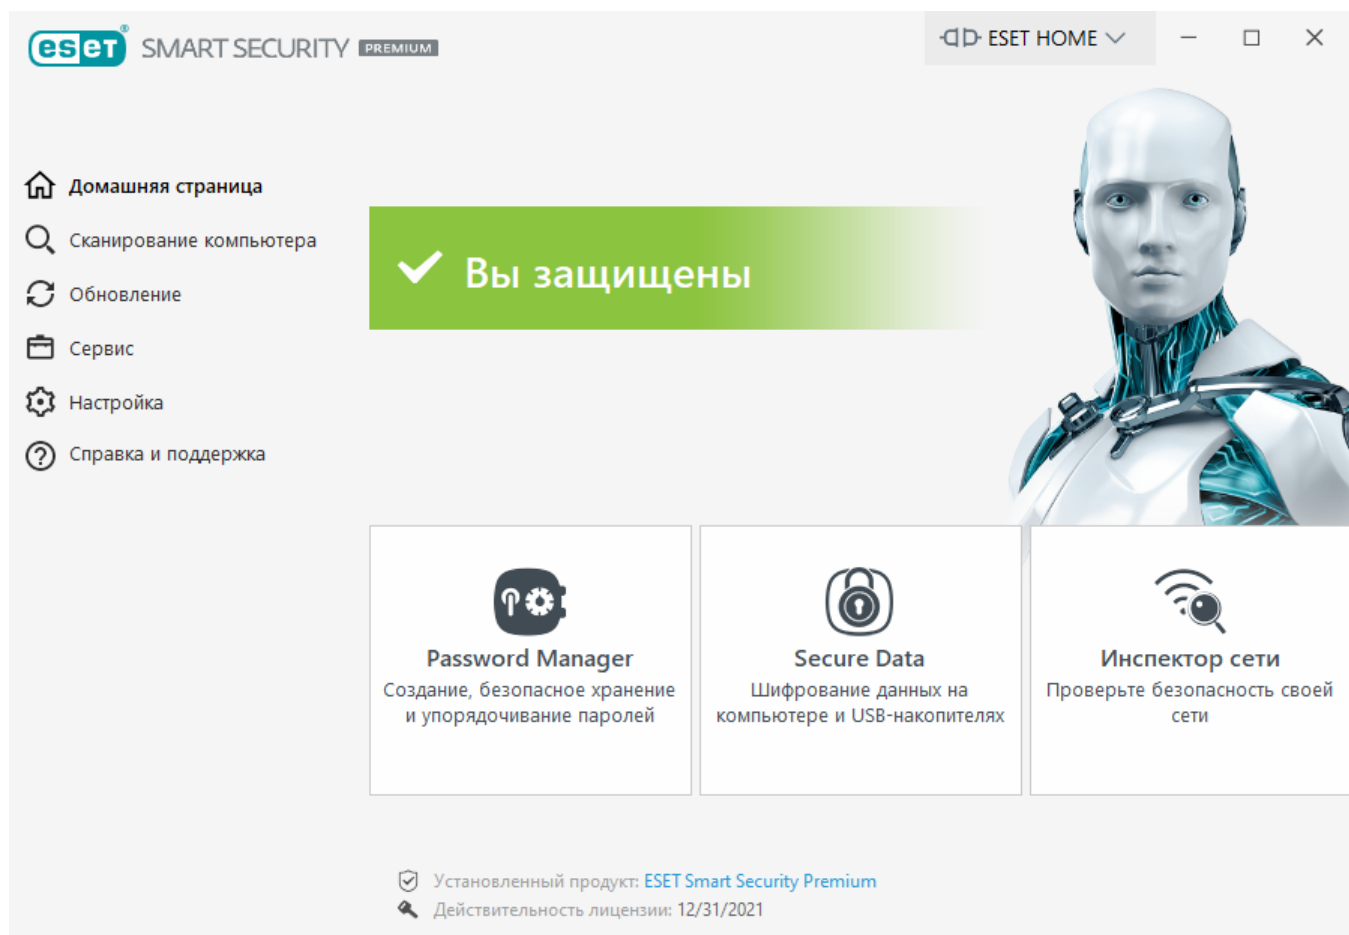 eset® SMART SECURITY PREMIUM
ESET HOME
Домашняя страница
Сканирование компьютера
Обновление
Сервис
Настройка
Справка и поддержка
Вы защищены
Password Manager
Создание, безопасное хранение
и упорядочивание паролей
Secure Data
Шифрование данных на
компьютере и USB-накопителях
Инспектор сети
Проверьте безопасность своей
сети
Установленный продукт: ESET Smart Security Premium
Действительность лицензии: 12/31/2021